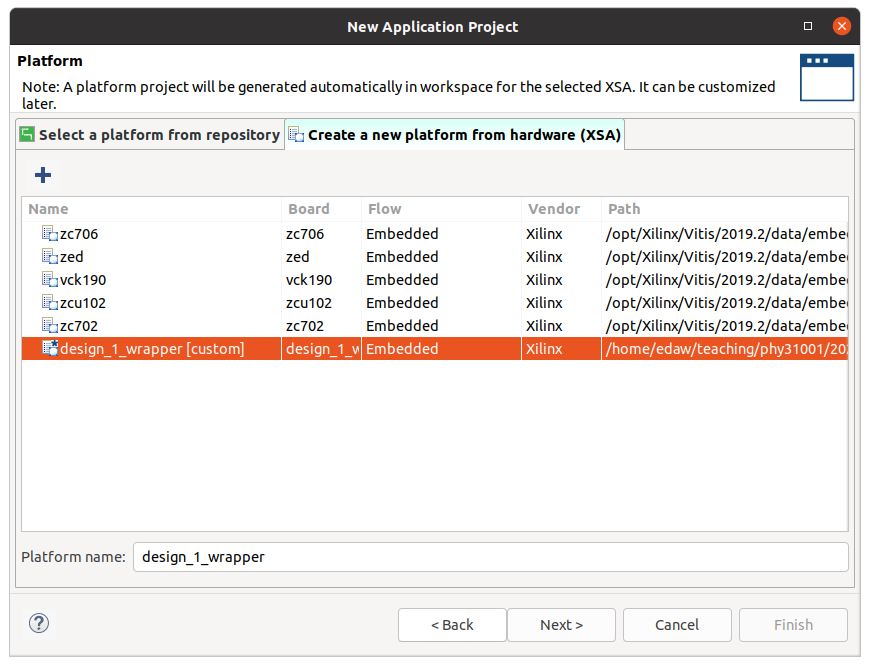 New Application Project
Platform
Note: A platform project will be generated automatically in workspace for the selected XSA. It can be customized
later.
Select a platform from repository Create a new platform from hardware (XSA)
Name Board Flow Vendor Path
zc706 zc706 Embedded Xilinx /opt/Xilinx/Vitis/2019.2/data/embe
zed zed Embedded Xilinx /opt/Xilinx/Vitis/2019.2/data/embe
vck190 vck190 Embedded Xilinx /opt/Xilinx/Vitis/2019.2/data/embe
zcu102 zcu102 Embedded Xilinx /opt/Xilinx/Vitis/2019.2/data/embe
zc702 zc702 Embedded Xilinx /opt/Xilinx/Vitis/2019.2/data/embe
design_1_wrapper [custom] design_1_w Embedded Xilinx /home/edaw/teaching/phy31001/20
Platform name: design_1_wrapper
? < Back Next > Cancel Finish